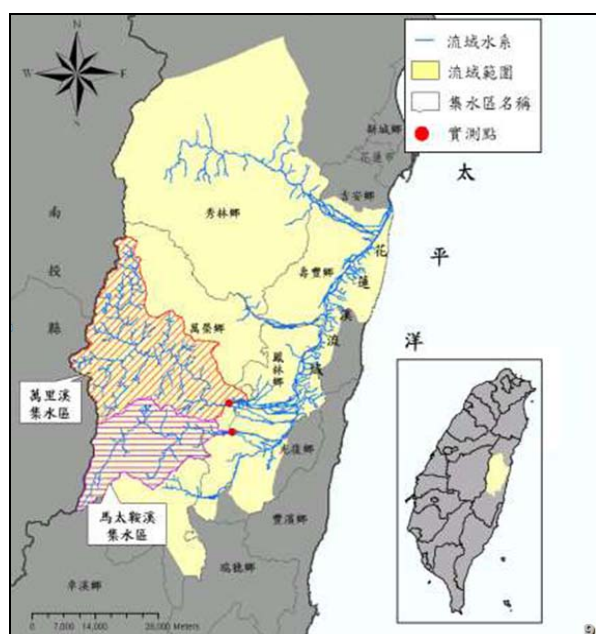 流域水系
流域範圍
集水區名稱
實測點
N
W
E
N
新城鄉
花蓮市
吉安鄉
秀林鄉
壽豐鄉
萬榮鄉
鳳林鄉
光復鄉
豐濱鄉
瑞穗鄉
卓溪鄉
南投縣
花蓮溪流域
太平洋
萬里溪
集水區
馬太鞍溪
集水區
0 7,000 14,000 28,000 Meters
9